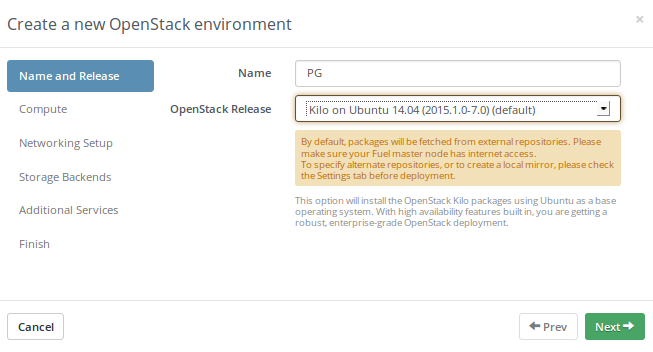 Create a new OpenStack environment
×
Name and Release
Compute
Networking Setup
Storage Backends
Additional Services
Finish
Name
PG
OpenStack Release
Kilo on Ubuntu 14.04 (2015.1.0-7.0) (default)
By default, packages will be fetched from external repositories. Please
make sure your Fuel master node has internet access.
To specify alternate repositories, or to create a local mirror, please check
the Settings tab before deployment.
This option will install the OpenStack Kilo packages using Ubuntu as a base
operating system. With high availability features built in, you are getting a
robust, enterprise-grade OpenStack deployment.
Cancel
Prev
Next